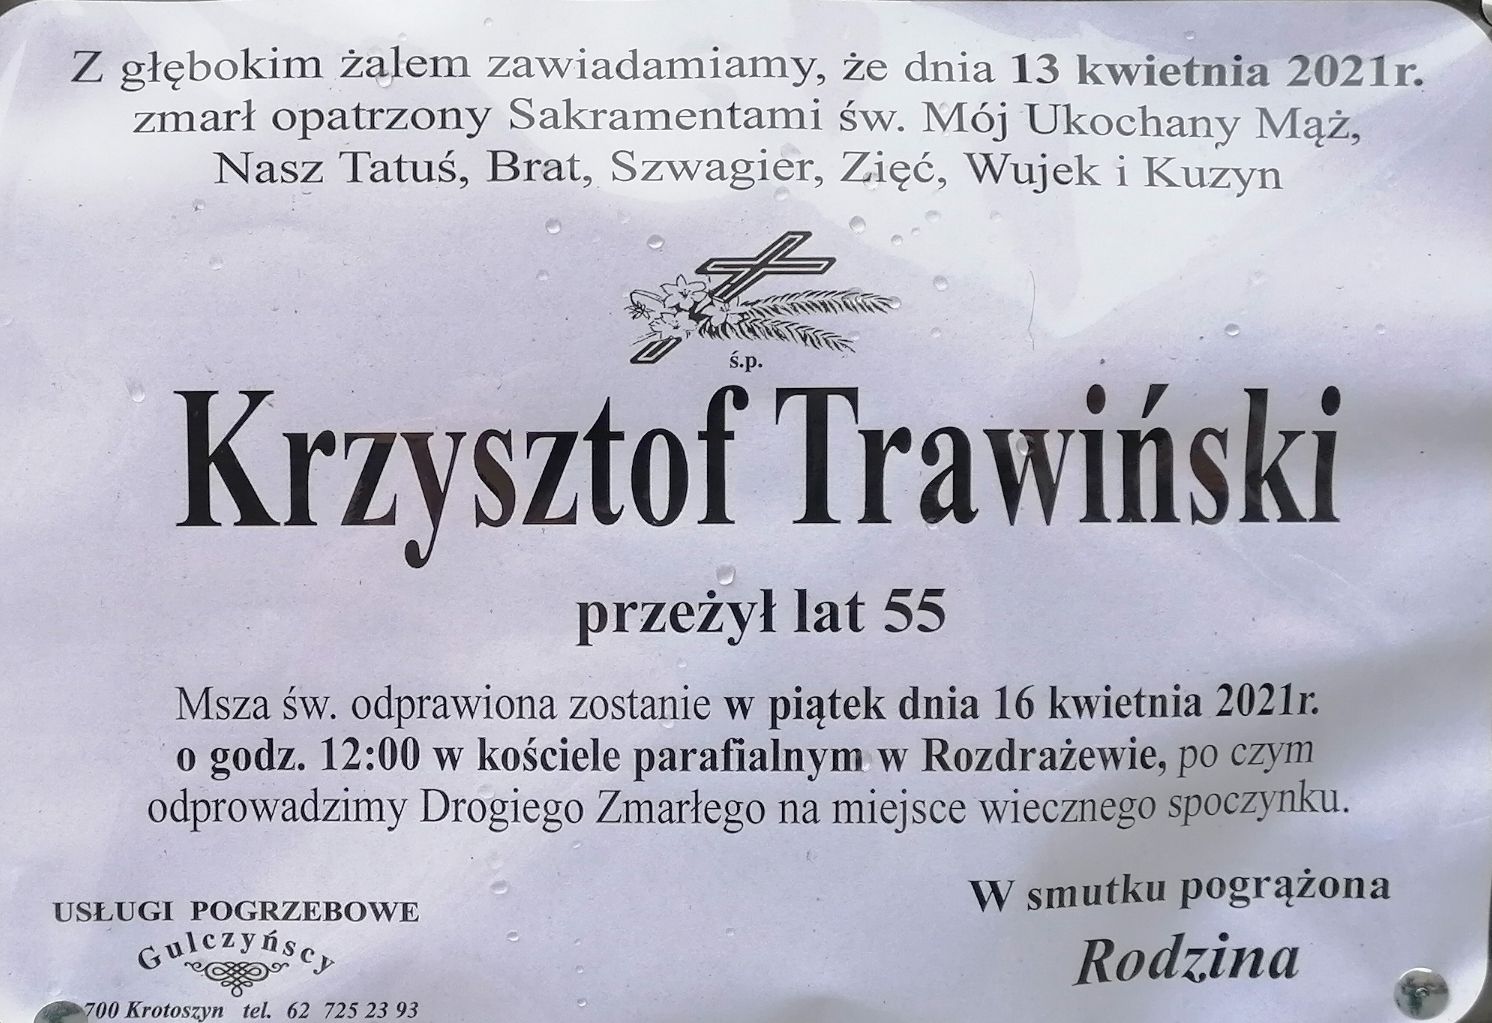 Z głębokim żalem zawiadamiamy, że dnia 13 kwietnia 2021r.
zmarł opatrzony Sakramentami św. Mój Ukochany Mąż,
Nasz Tatuś, Brat, Szwagier, Zięć, Wujek i Kuzyn
ś.p.
Krzysztof Trawiński
przeżył lat 55
Msza św. odprawiona zostanie w piątek dnia 16 kwietnia 2021r.
o godz. 12:00 w kościele parafialnym w Rozdrażewie, po czym
odprowadzimy Drogiego Zmarłego na miejsce wiecznego spoczynku.
W smutku pogrążona
Rodzina
USŁUGI POGRZEBOWE
Gulczyńscy
700 Krotoszyn tel. 62 725 23 93